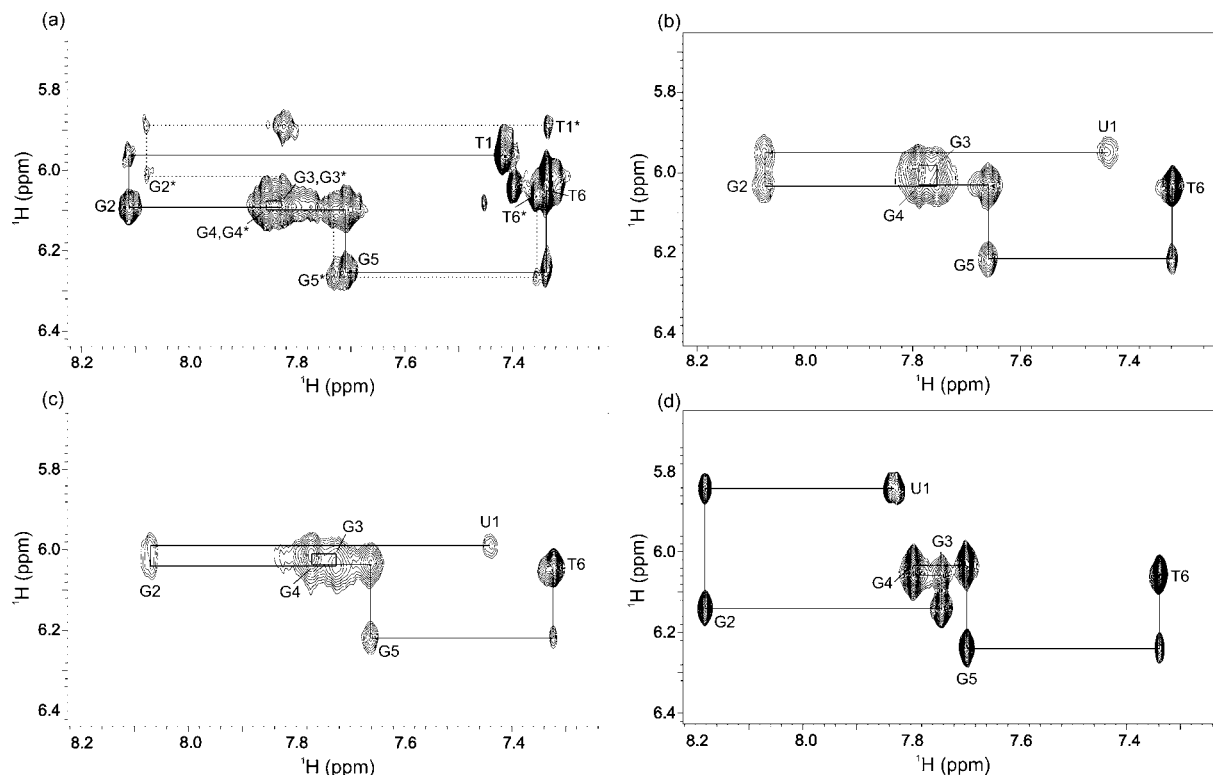 (a)
5.8
6.0
6.2
6.4
¹H (ppm)
T1*
T1
G2*
G3,G3*
G2
T6
T6*
G4,G4*
G5
G5*
8.2 8.0 7.8 7.6 7.4
¹H (ppm)
(b)
5.8
6.0
6.2
6.4
¹H (ppm)
U1
G3
G2
T6
G4
G5
8.2 8.0 7.8 7.6 7.4
¹H (ppm)
(c)
5.8
6.0
6.2
6.4
¹H (ppm)
G3
U1
T6
G2
G4
G5
8.2 8.0 7.8 7.6 7.4
¹H (ppm)
(d)
5.8
6.0
6.2
6.4
¹H (ppm)
U1
G3
G4
T6
G2
G5
8.2 8.0 7.8 7.6 7.4
¹H (ppm)